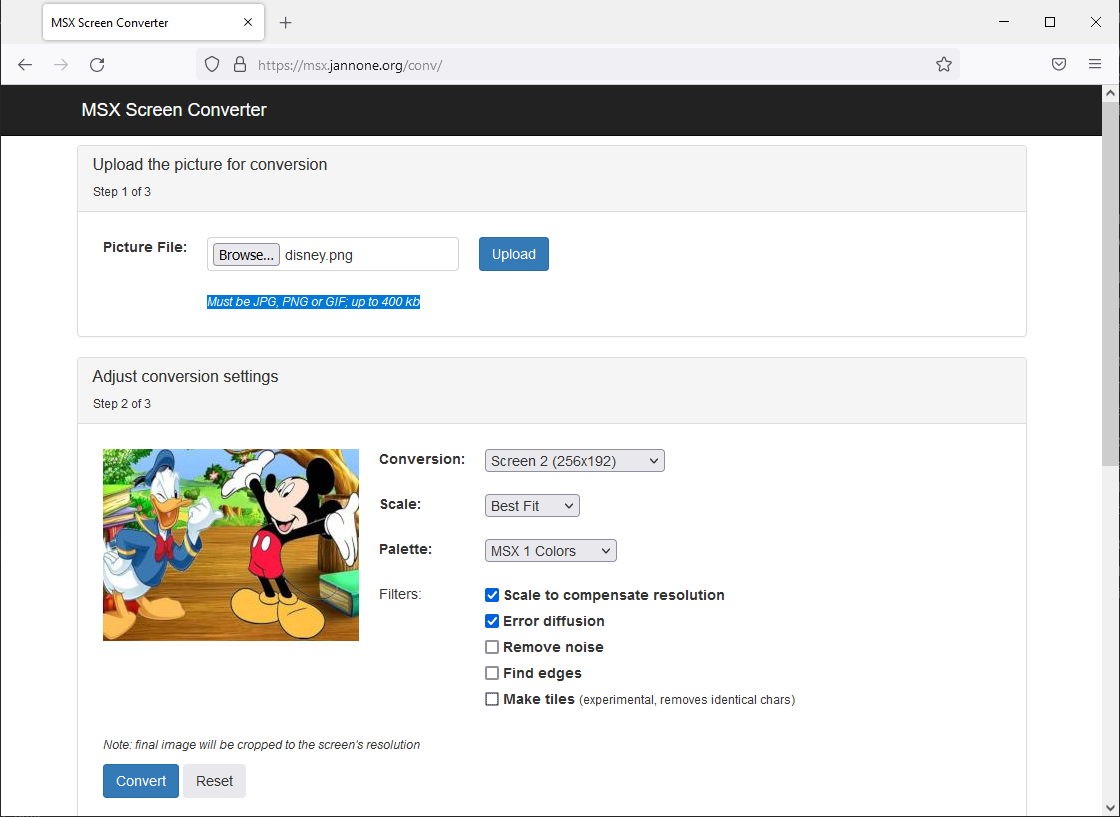 MSX Screen Converter
https://msx.jannone.org/conv/
MSX Screen Converter
Upload the picture for conversion
Step 1 of 3
Picture File: Browse... disney.png Upload
Must be JPG, PNG or GIF; up to 400 kb
Adjust conversion settings
Step 2 of 3
Conversion: Screen 2 (256x192)
Scale: Best Fit
Palette: MSX 1 Colors
Filters: Scale to compensate resolution
Error diffusion
Remove noise
Find edges
Make tiles (experimental, removes identical chars)
Note: final image will be cropped to the screen's resolution
Convert Reset